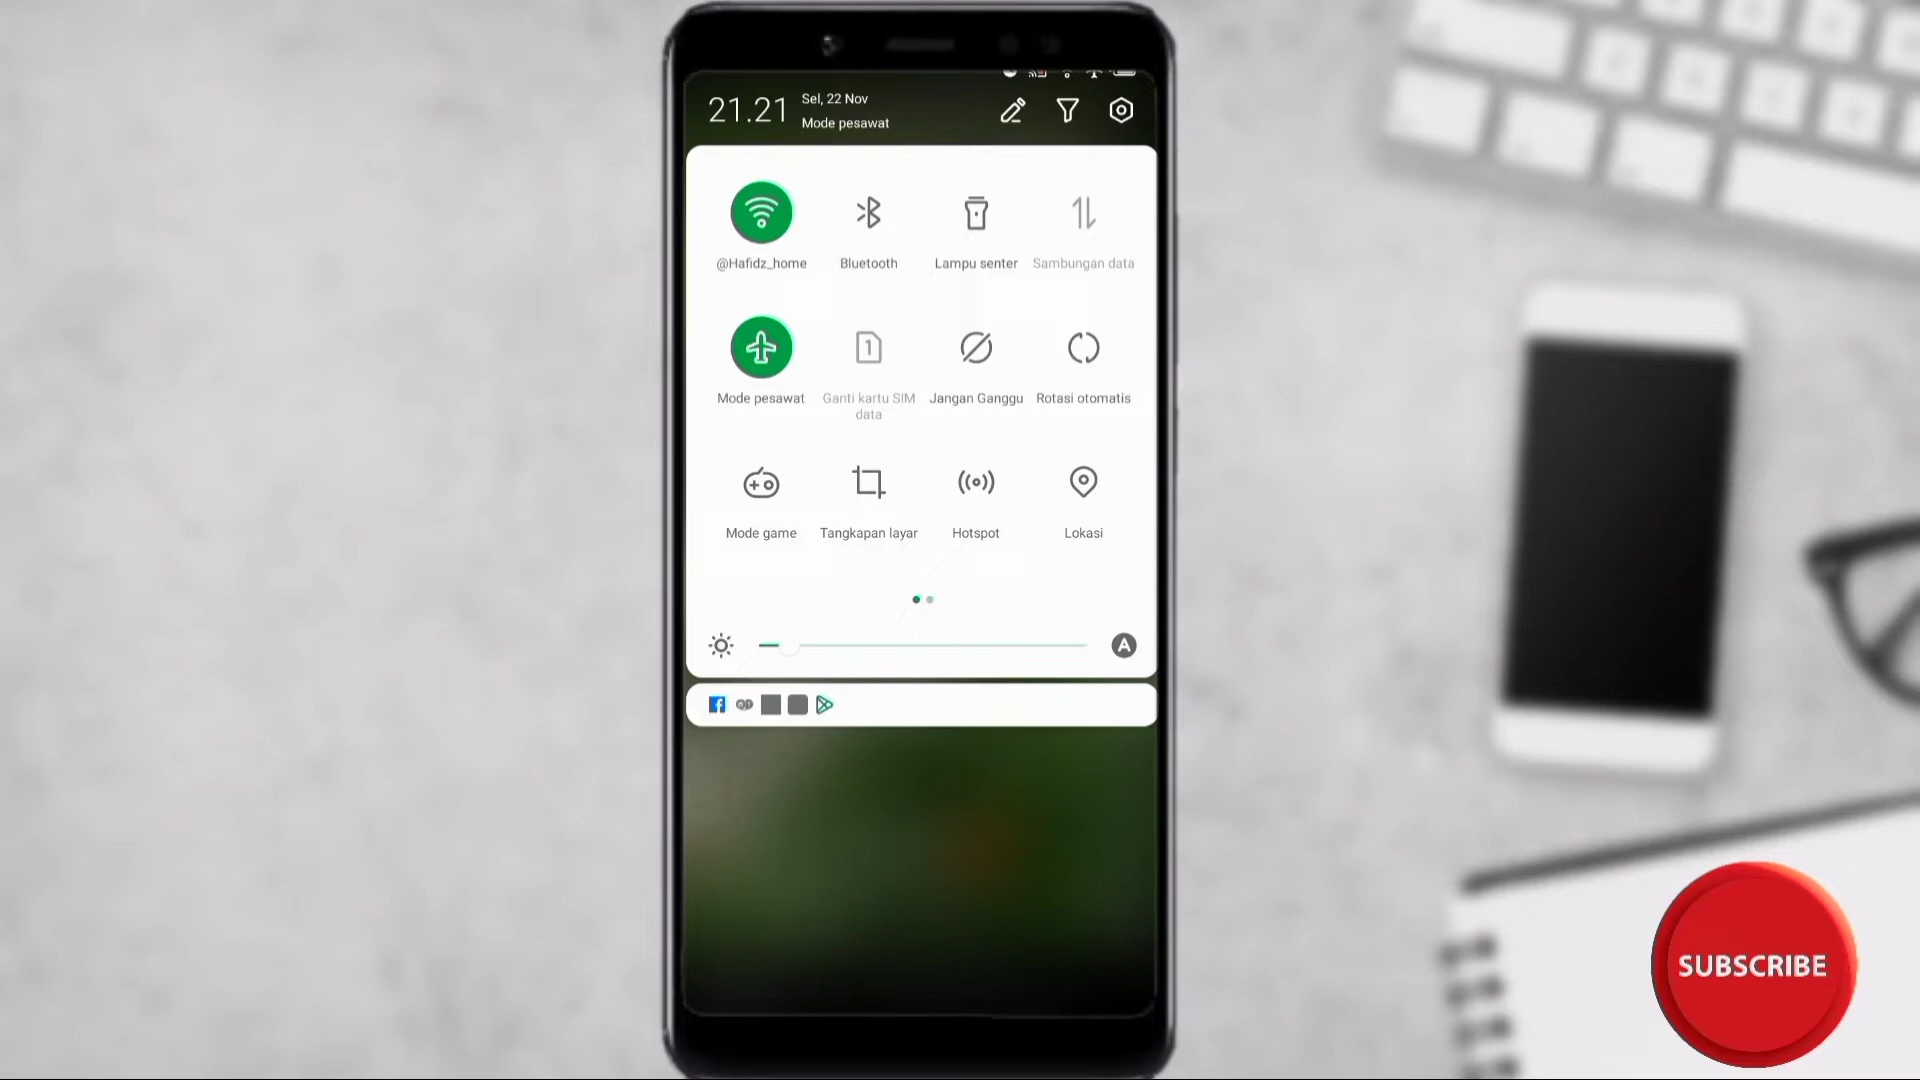 21.21
Sel, 22 Nov
Mode pesawat
@Hafidz_home
Bluetooth
Lampu senter
Sambungan data
Mode pesawat
1
Ganti kartu SIM
data
Jangan Ganggu
Rotasi otomatis
Mode game
Tangkapan layar
Hotspot
Lokasi
A
SUBSCRIBE